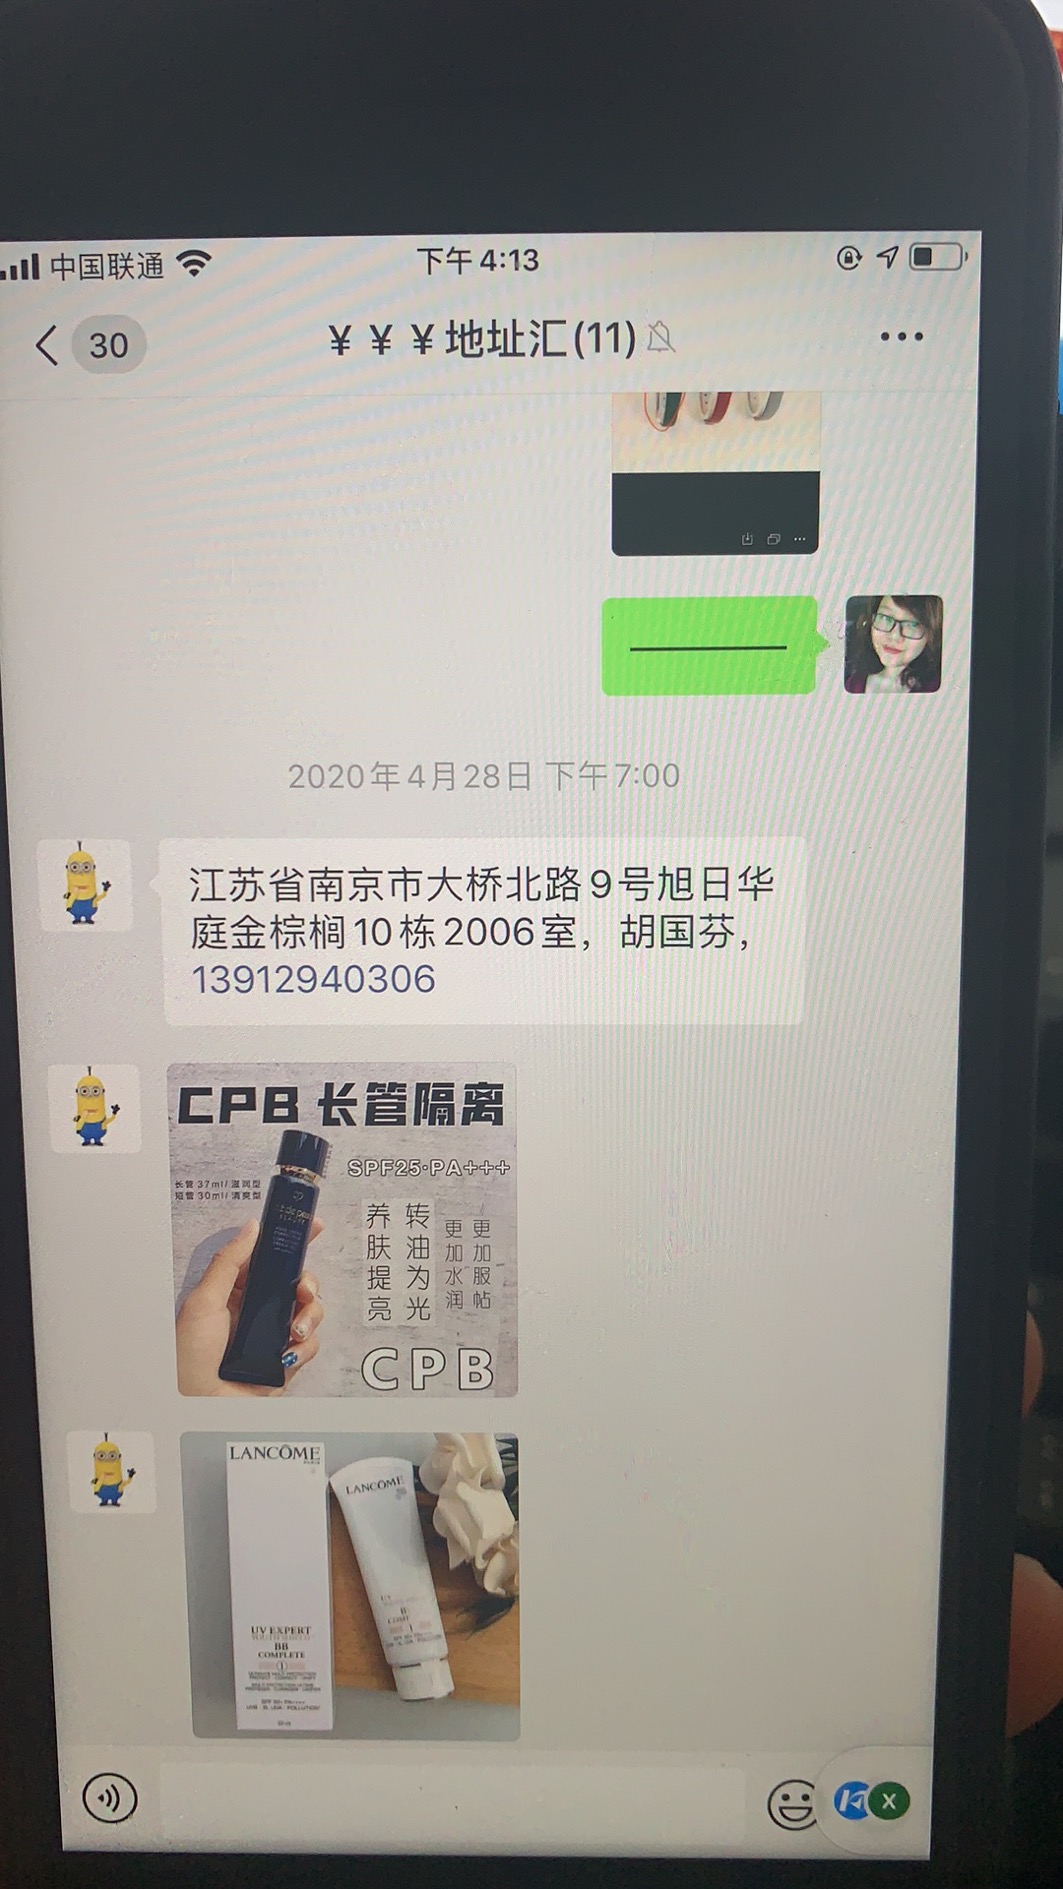 中国联通
下午4:13
30
￥￥￥地址汇(11)
2020年4月28日 下午7:00
江苏省南京市大桥北路9号旭日华
庭金棕榈10栋2006室，胡国芬，
13912940306
CPB 长管隔离
SPF25·PA+++
长管 37ml// 滋润型
短管 30ml// 清爽型
养肤提亮
转油为光
更加水润
更加服帖
CPB
LANCÔME
LANCÔME
UV EXPERT
YOUTH SHIELD
BB
COMPLETE
1